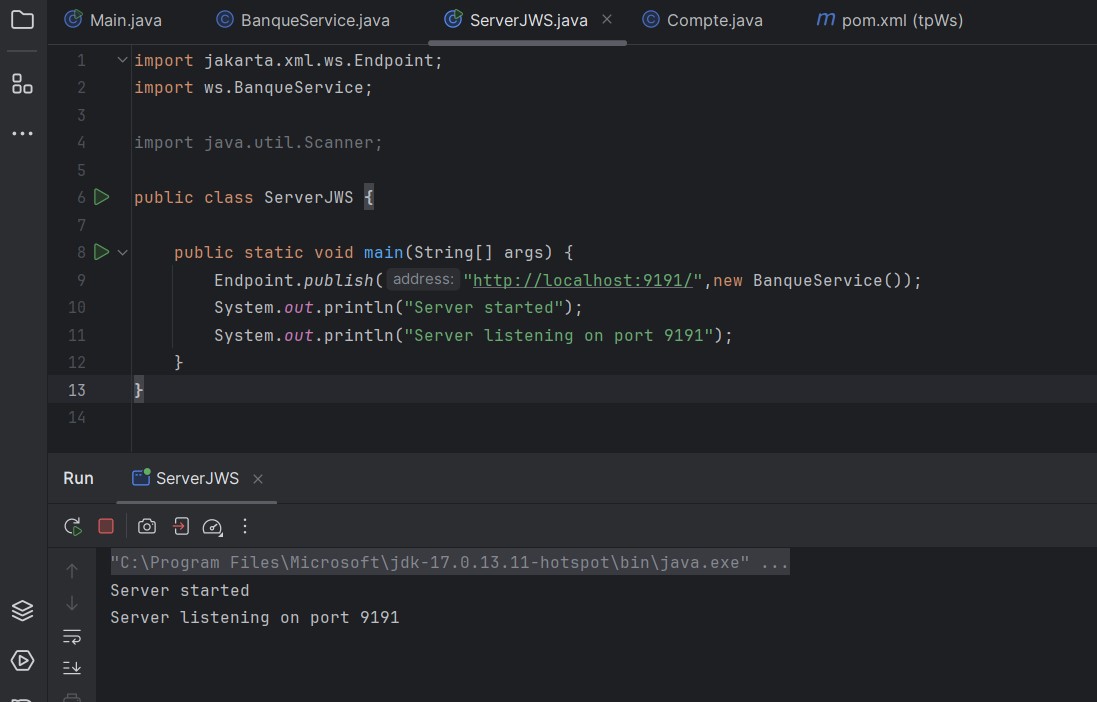 Main.java BanqueService.java ServerJWS.java Compte.java pom.xml (tpWs)
1 import jakarta.xml.ws.Endpoint;
2 import ws.BanqueService;
3
4 import java.util.Scanner;
5
6 public class ServerJWS {
7
8 public static void main(String[] args) {
9 Endpoint.publish( address: "http://localhost:9191/",new BanqueService());
10 System.out.println("Server started");
11 System.out.println("Server listening on port 9191");
12 }
13 }
14
Run ServerJWS
"C:\Program Files\Microsoft\jdk-17.0.13.11-hotspot\bin\java.exe" ...
Server started
Server listening on port 9191